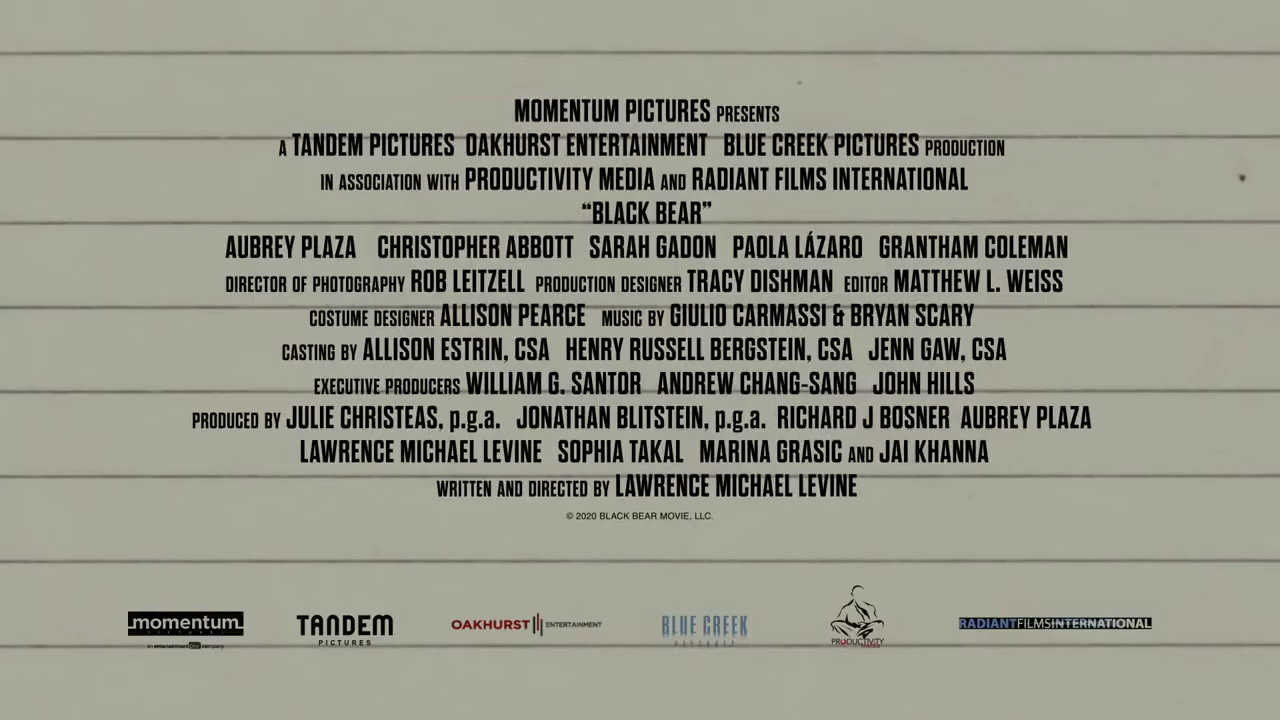 MOMENTUM PICTURES PRESENTS
A TANDEM PICTURES OAKHURST ENTERTAINMENT BLUE CREEK PICTURES PRODUCTION
IN ASSOCIATION WITH PRODUCTIVITY MEDIA AND RADIANT FILMS INTERNATIONAL
“BLACK BEAR”
AUBREY PLAZA CHRISTOPHER ABBOTT SARAH GADON PAOLA LÁZARO GRANTHAM COLEMAN
DIRECTOR OF PHOTOGRAPHY ROB LEITZELL PRODUCTION DESIGNER TRACY DISHMAN EDITOR MATTHEW L. WEISS
COSTUME DESIGNER ALLISON PEARCE MUSIC BY GIULIO CARMASSI & BRYAN SCARY
CASTING BY ALLISON ESTRIN, CSA HENRY RUSSELL BERGSTEIN, CSA JENN GAW, CSA
EXECUTIVE PRODUCERS WILLIAM G. SANTOR ANDREW CHANG-SANG JOHN HILLS
PRODUCED BY JULIE CHRISTEAS, p.g.a. JONATHAN BLITSTEIN, p.g.a. RICHARD J BOSNER AUBREY PLAZA
LAWRENCE MICHAEL LEVINE SOPHIA TAKAL MARINA GRASIC AND JAI KHANNA
WRITTEN AND DIRECTED BY LAWRENCE MICHAEL LEVINE
© 2020 BLACK BEAR MOVIE, LLC.
momentum TANDEM OAKHURST ENTERTAINMENT BLUE CREEK PRODUCTIVITY RADIANTFILMSINTERNATIONAL
PICTURES